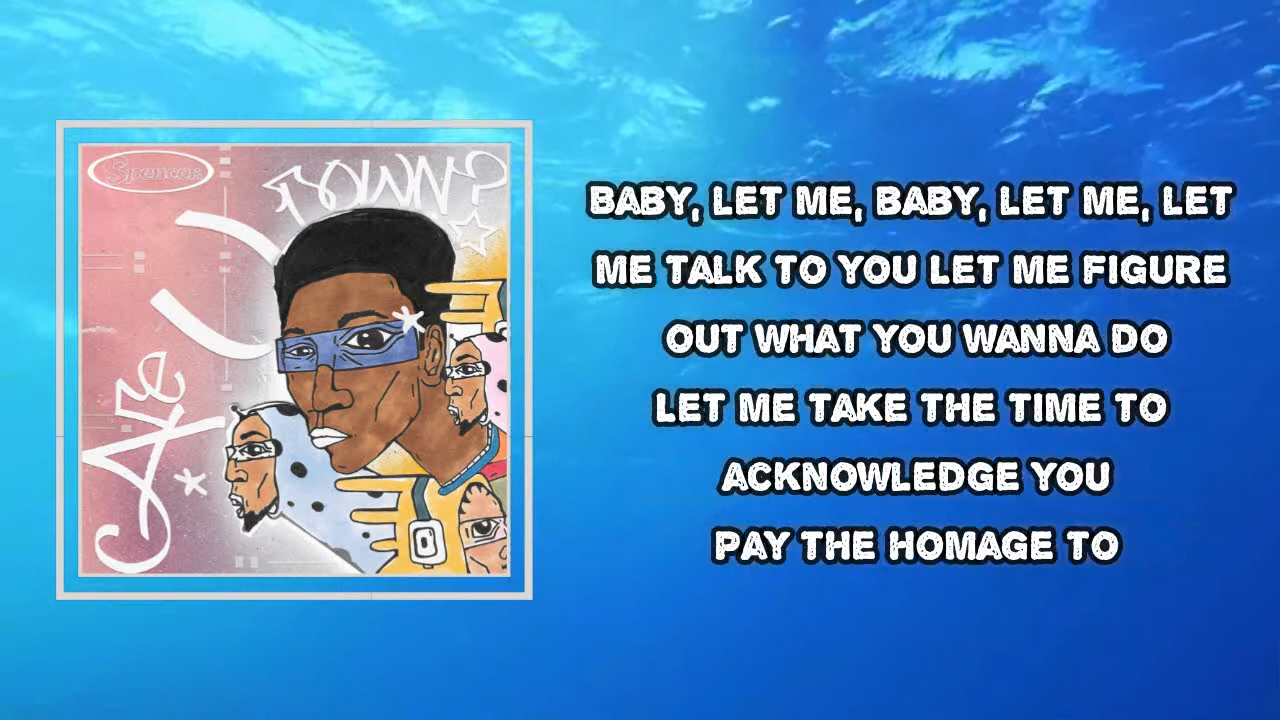 Spencer
Are U Down?
BABY, LET ME, BABY, LET ME, LET
ME TALK TO YOU LET ME FIGURE
OUT WHAT YOU WANNA DO
LET ME TAKE THE TIME TO
ACKNOWLEDGE YOU
PAY THE HOMAGE TO